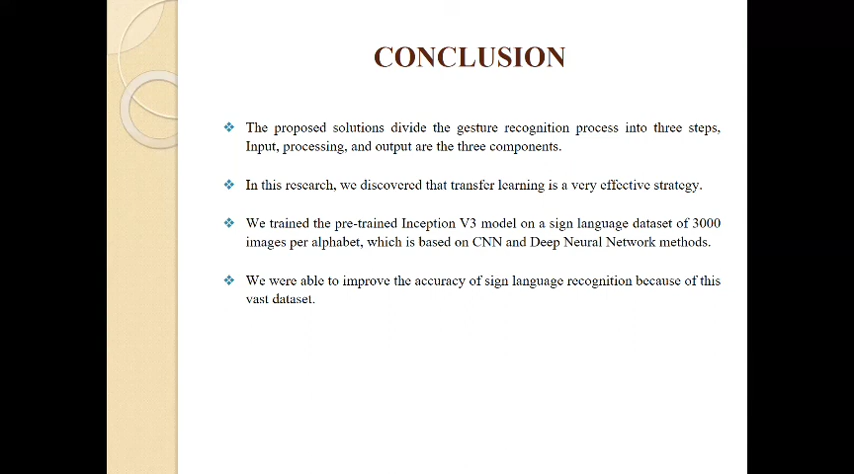 CONCLUSION
The proposed solutions divide the gesture recognition process into three steps,
Input, processing, and output are the three components.
In this research, we discovered that transfer learning is a very effective strategy.
We trained the pre-trained Inception V3 model on a sign language dataset of 3000
images per alphabet, which is based on CNN and Deep Neural Network methods.
We were able to improve the accuracy of sign language recognition because of this
vast dataset.